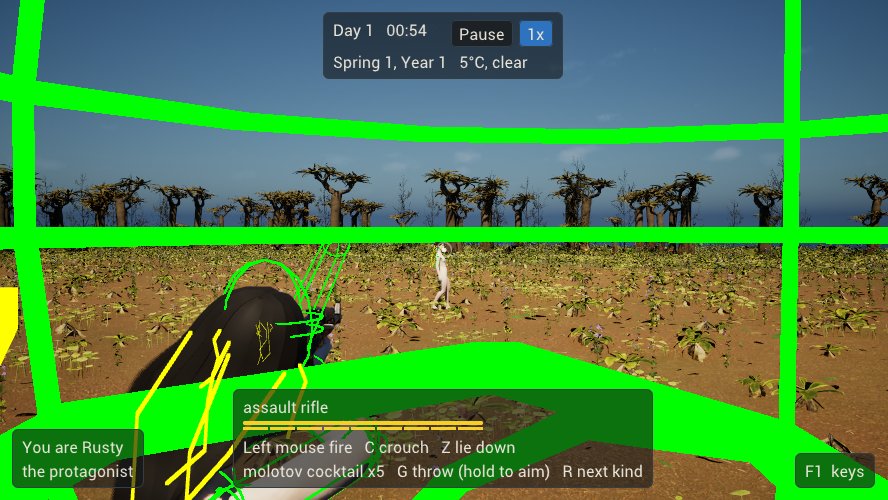 Day 1 00:54 Pause 1x
Spring 1, Year 1 5°C, clear
assault rifle
Left mouse fire C crouch Z lie down
molotov cocktail x5 G throw (hold to aim) R next kind
You are Rusty
the protagonist
F1 keys